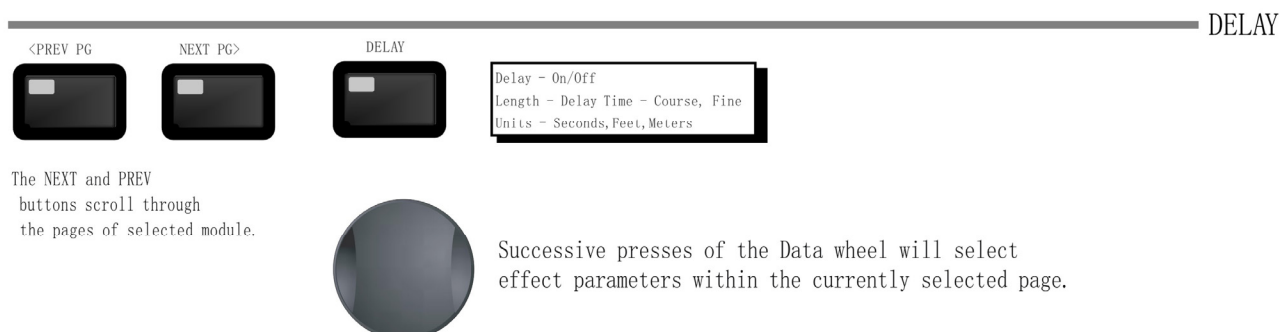 DELAY
<PREV PG
NEXT PG>
DELAY
Delay - On/Off
Length - Delay Time - Course, Fine
Units - Seconds,Feet,Meters
The NEXT and PREV
buttons scroll through
the pages of selected module.
Successive presses of the Data wheel will select
effect parameters within the currently selected page.